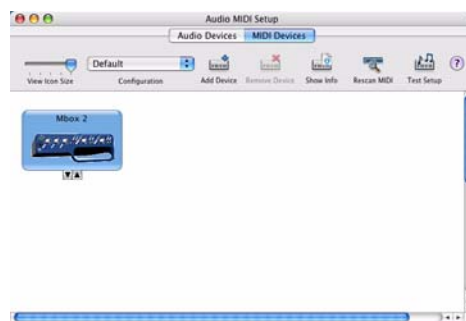 Audio MIDI Setup
Audio Devices MIDI Devices
Default
View Icon Size Configuration Add Device Remove Device Show Info Rescan MIDI Test Setup ?
Mbox 2